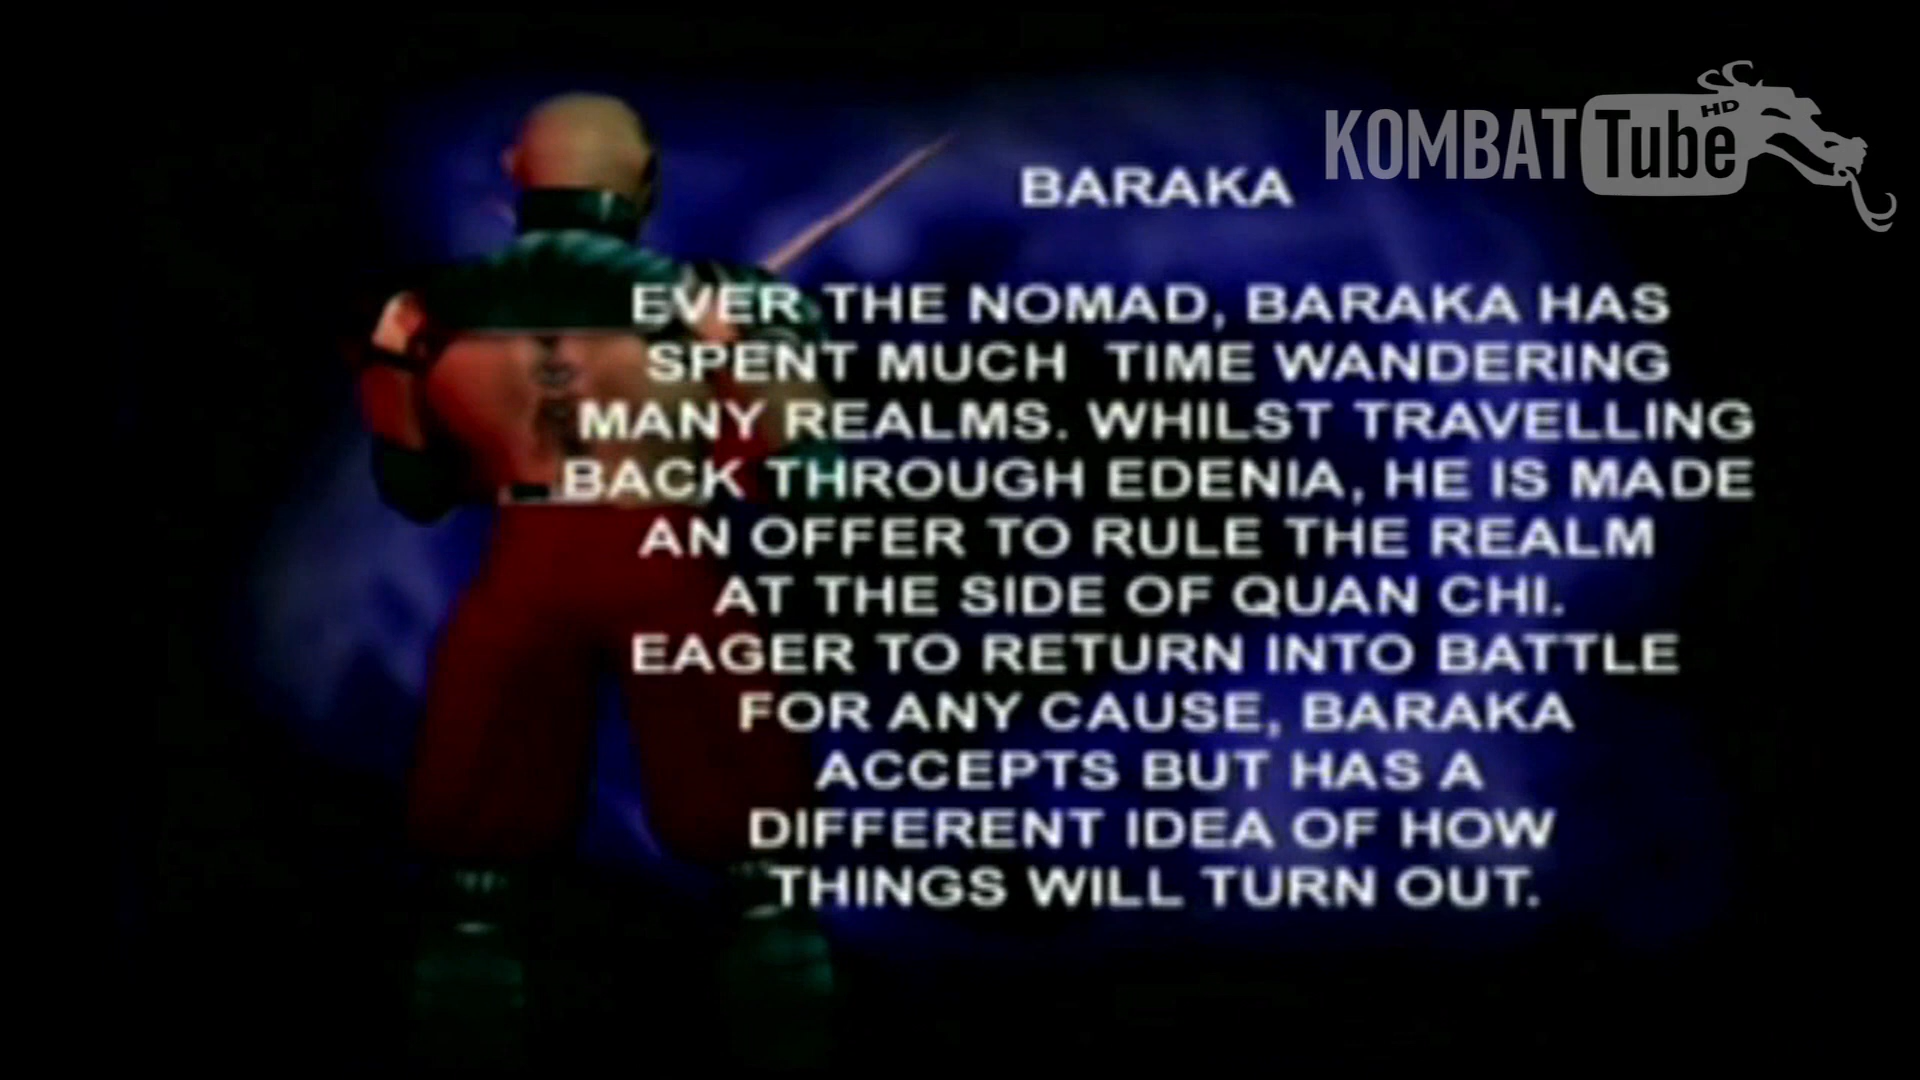 KOMBAT Tube HD
BARAKA
EVER THE NOMAD, BARAKA HAS
SPENT MUCH TIME WANDERING
MANY REALMS. WHILST TRAVELLING
BACK THROUGH EDENIA, HE IS MADE
AN OFFER TO RULE THE REALM
AT THE SIDE OF QUAN CHI.
EAGER TO RETURN INTO BATTLE
FOR ANY CAUSE, BARAKA
ACCEPTS BUT HAS A
DIFFERENT IDEA OF HOW
THINGS WILL TURN OUT.